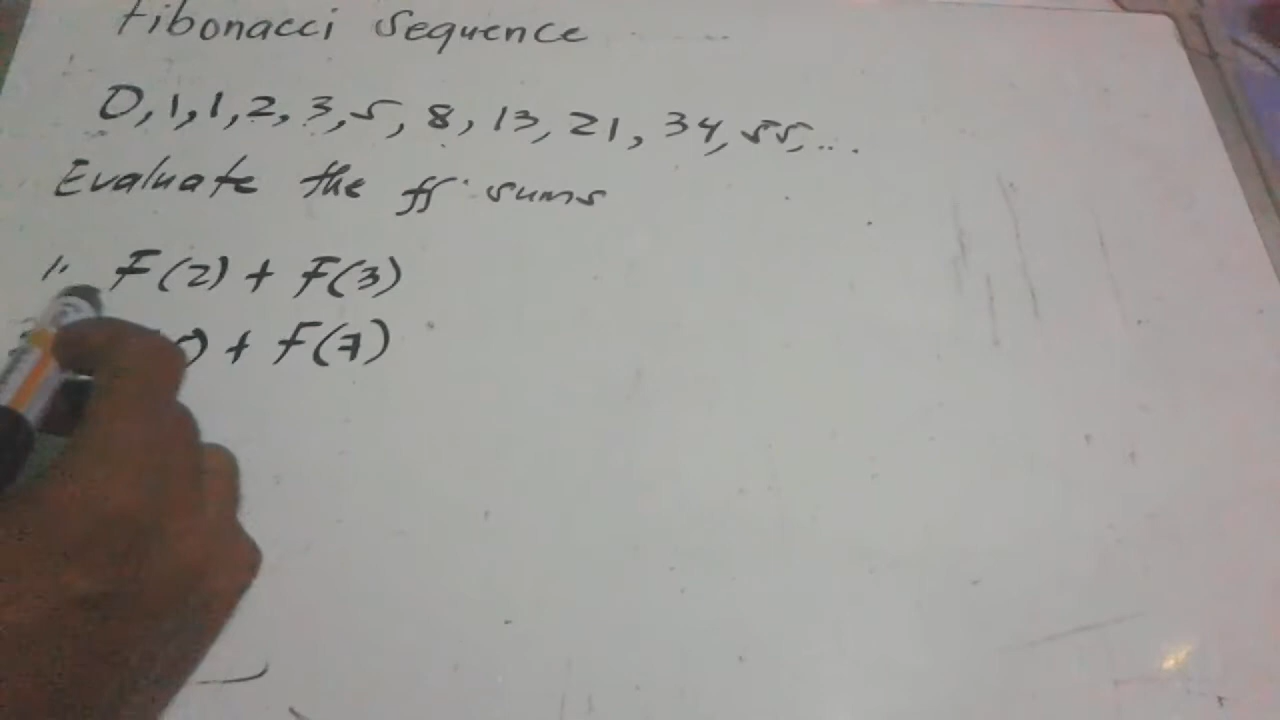 Fibonacci Sequence
0, 1, 1, 2, 3, 5, 8, 13, 21, 34, 55, ...
Evaluate the ff. sums
1. F(2) + F(3)
) + F(7)